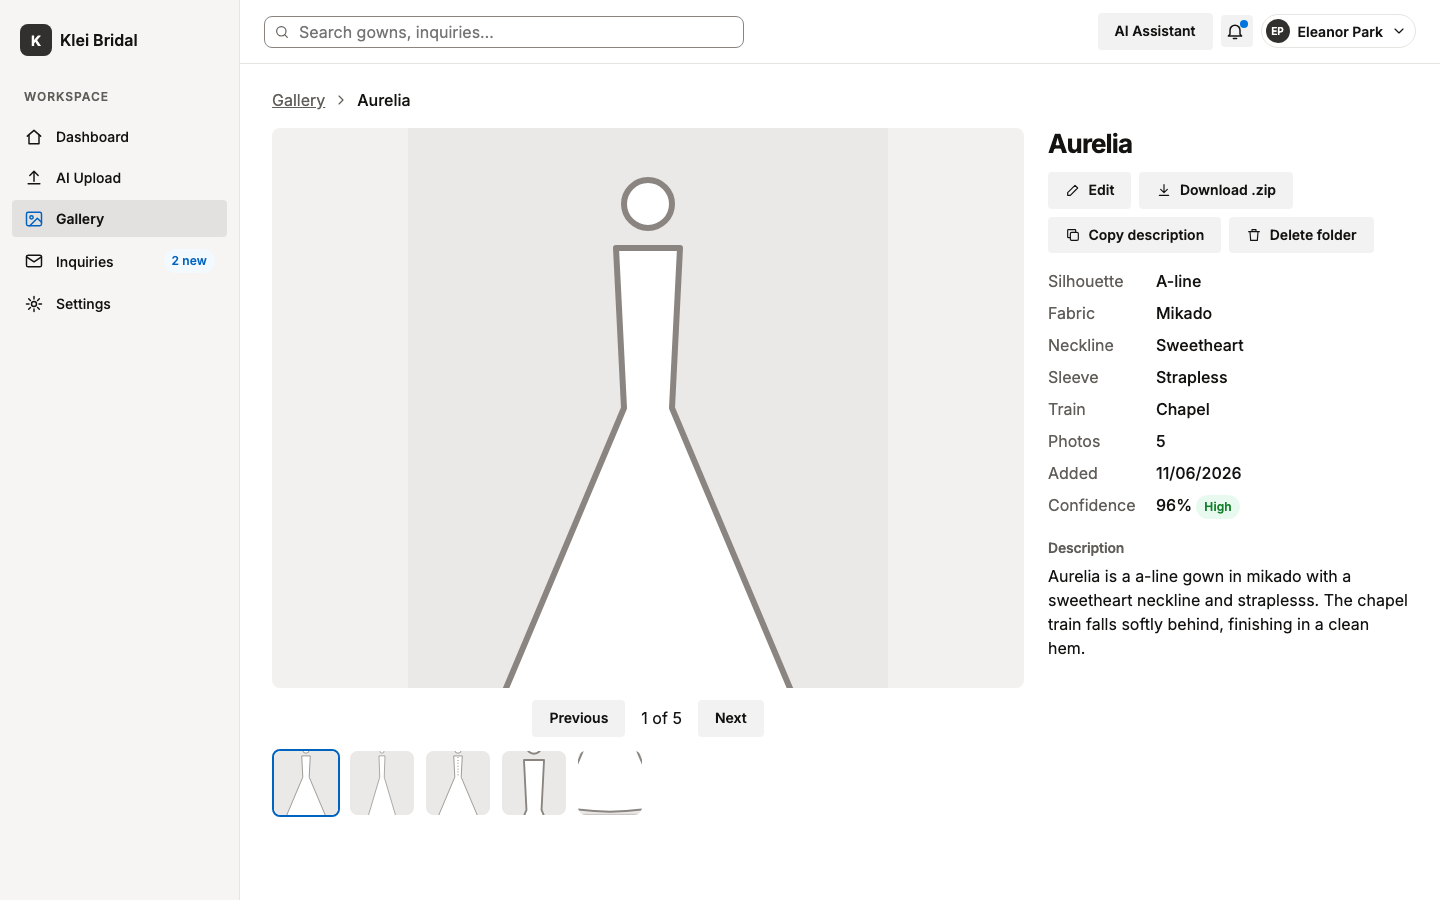 K Klei Bridal
Search gowns, inquiries...
AI Assistant
EP Eleanor Park
WORKSPACE
Dashboard
AI Upload
Gallery
Inquiries 2 new
Settings
Gallery > Aurelia
Aurelia
Edit Download .zip
Copy description Delete folder
Silhouette A-line
Fabric Mikado
Neckline Sweetheart
Sleeve Strapless
Train Chapel
Photos 5
Added 11/06/2026
Confidence 96% High
Description
Aurelia is a a-line gown in mikado with a
sweetheart neckline and straplesss. The chapel
train falls softly behind, finishing in a clean
hem.
Previous 1 of 5 Next